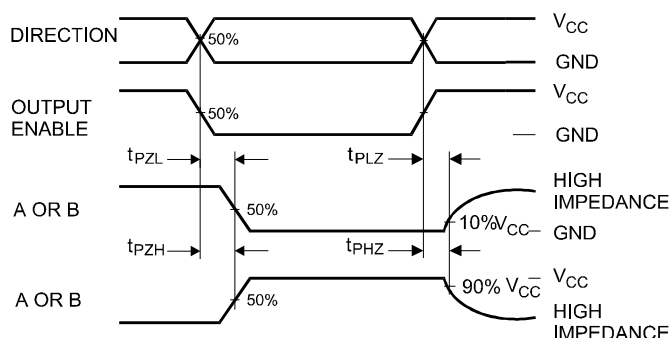 DIRECTION
50%
V_CC
GND
OUTPUT
ENABLE
50%
V_CC
GND
t_PZL
t_PLZ
A OR B
50%
10%V_CC
HIGH
IMPEDANCE
GND
t_PZH
t_PHZ
A OR B
50%
90% V_CC
V_CC
HIGH
IMPEDANCE